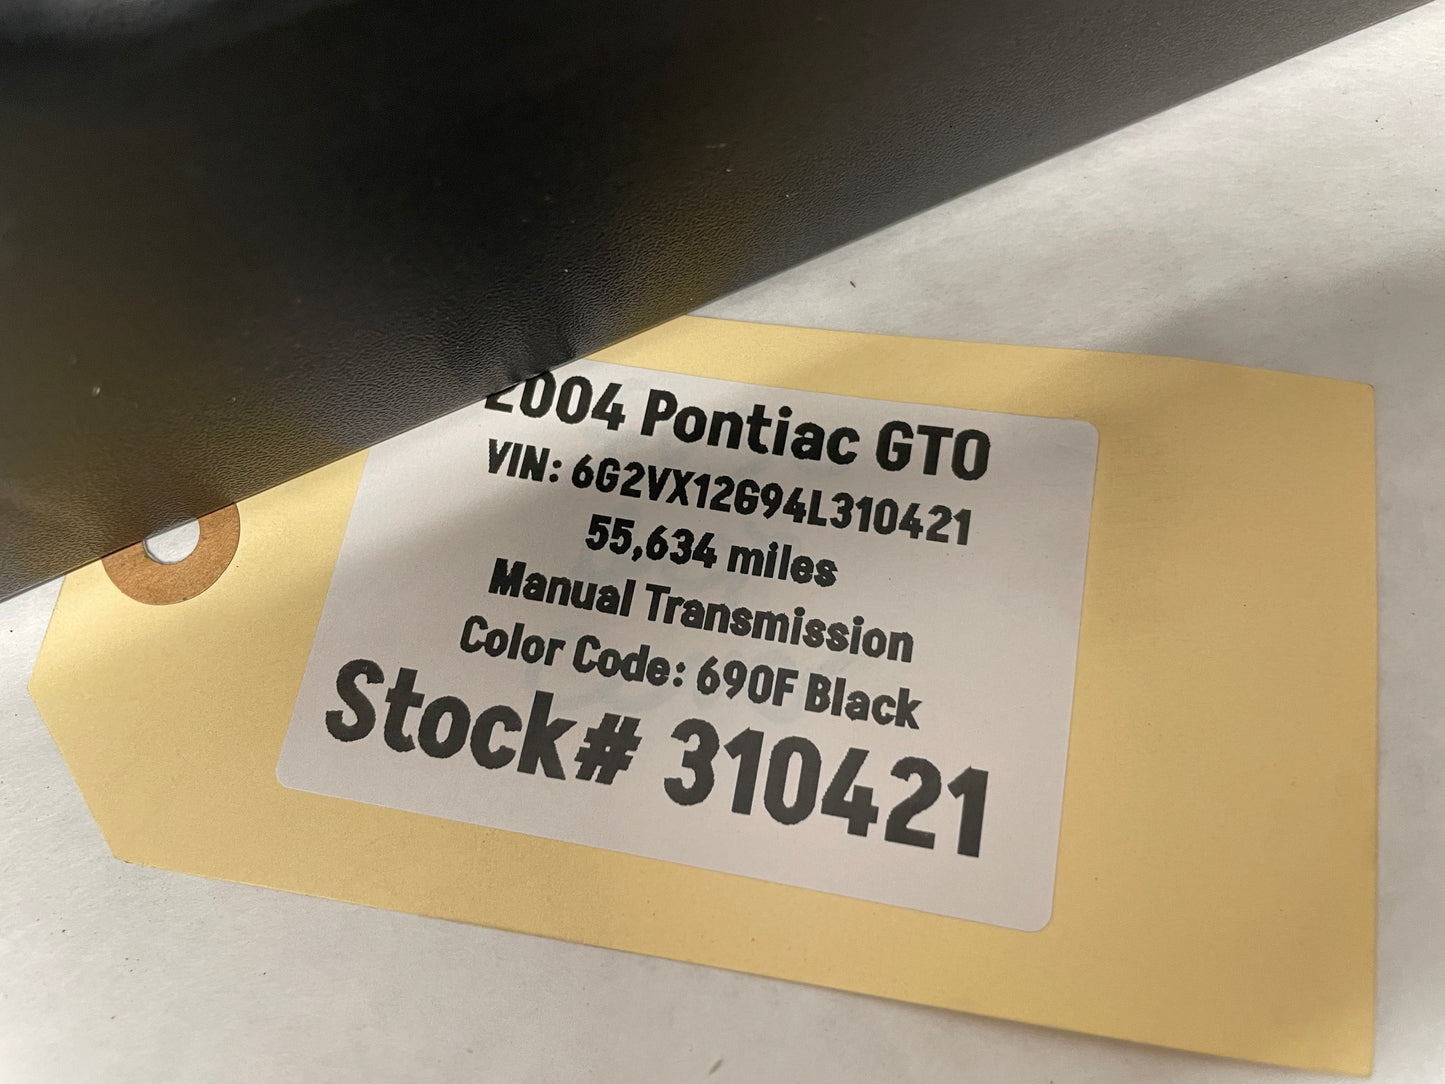 2004 Pontiac GTO
VIN: 6G2VX12G94L310421
55,634 miles
Manual Transmission
Color Code: 690F Black
Stock# 310421